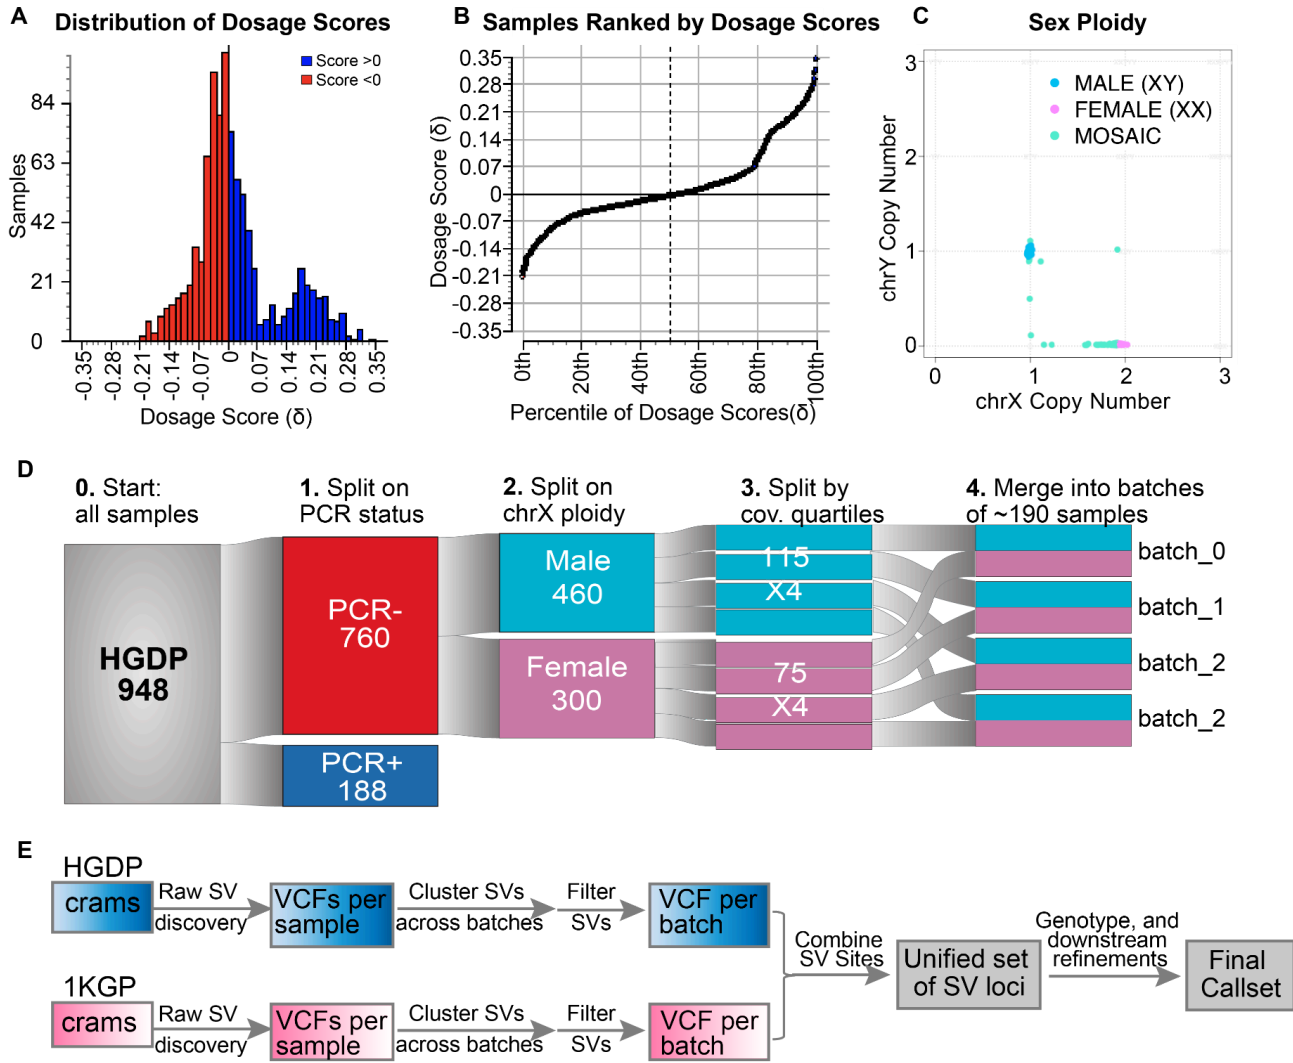 A
Distribution of Dosage Scores
Score >0
Score <0
Samples
84
63
42
21
0
-0.35
-0.28
-0.21
-0.14
-0.07
0
0.07
0.14
0.21
0.28
0.35
Dosage Score (δ)
B
Samples Ranked by Dosage Scores
Dosage Score (δ)
0.35
0.28
0.21
0.14
0.07
0
-0.07
-0.14
-0.21
-0.28
-0.35
0th
20th
40th
60th
80th
100th
Percentile of Dosage Scores(δ)
C
Sex Ploidy
MALE (XY)
FEMALE (XX)
MOSAIC
chrY Copy Number
3
2
1
0
0
1
2
3
chrX Copy Number
D
0. Start:
all samples
1. Split on
PCR status
2. Split on
chrX ploidy
3. Split by
cov. quartiles
4. Merge into batches
of ~190 samples
HGDP
948
PCR-
760
PCR+
188
Male
460
Female
300
115
X4
75
X4
batch_0
batch_1
batch_2
batch_2
E
HGDP
crams
Raw SV
discovery
VCFs per
sample
Cluster SVs
across batches
Filter
SVs
VCF per
batch
1KGP
crams
Raw SV
discovery
VCFs per
sample
Cluster SVs
across batches
Filter
SVs
VCF per
batch
Combine
SV Sites
Unified set
of SV loci
Genotype, and
downstream
refinements
Final
Callset